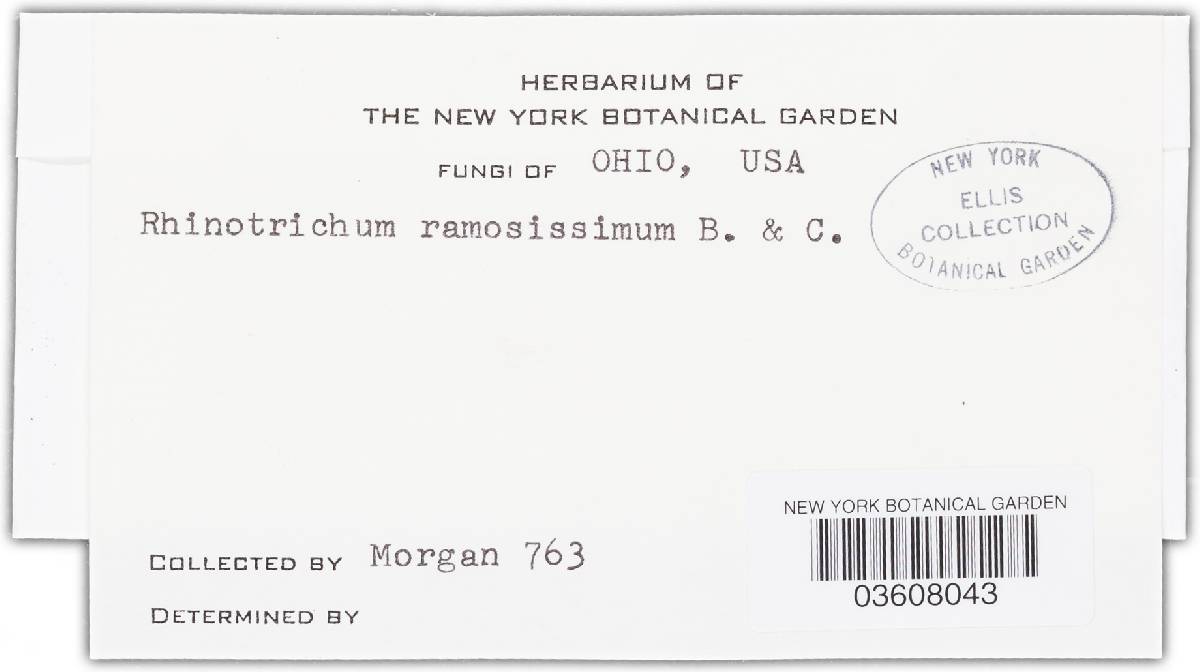 HERBARIUM OF
THE NEW YORK BOTANICAL GARDEN
FUNGI OF OHIO, USA
Rhinotrichum ramosissimum B. & C.
NEW YORK
ELLIS
COLLECTION
BOTANICAL GARDEN
COLLECTED BY Morgan 763
DETERMINED BY
NEW YORK BOTANICAL GARDEN
03608043